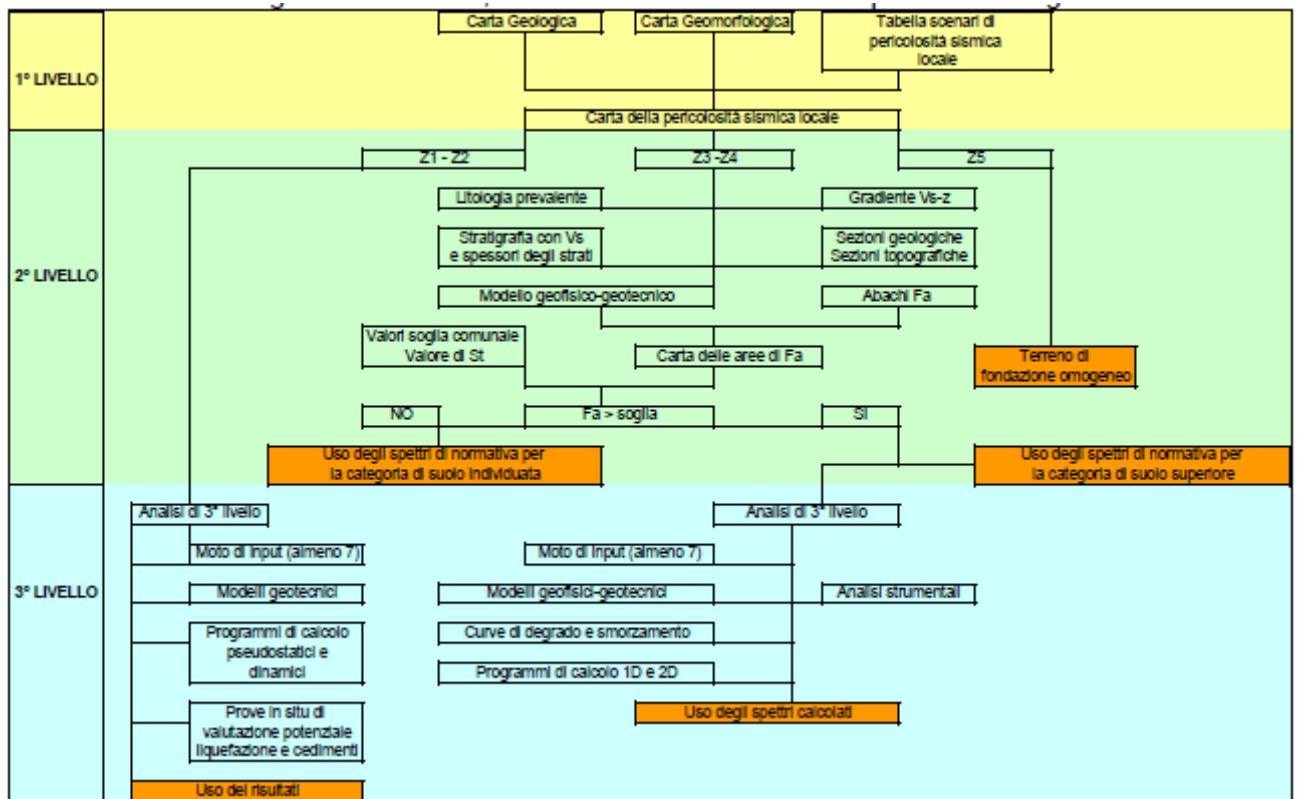 Carta Geologica
Carta Geomorfologica
Tabella scenari di
pericolosità sismica
locale
1° LIVELLO
Carta della pericolosità sismica locale
Z1 - Z2
Z3 -Z4
Z5
Litologia prevalente
Gradiente Vs-z
Stratigrafia con Vs
e spessori degli strati
Sezioni geologiche
Sezioni topografiche
2° LIVELLO
Modello geofisico-geotecnico
Abachi Fa
Valori soglia comunale
Valore di St
Carta delle aree di Fa
Terreno di
fondazione omogeneo
NO
Fa > soglia
SI
Uso degli spettri di normativa per
la categoria di suolo individuata
Uso degli spettri di normativa per
la categoria di suolo superiore
Analisi di 3° livello
Analisi di 3° livello
Moto di input (almeno 7)
Moto di input (almeno 7)
3° LIVELLO
Modelli geotecnici
Modelli geofisici-geotecnici
Analisi strumentali
Programmi di calcolo
pseudostatici e
dinamici
Curve di degrado e smorzamento
Programmi di calcolo 1D e 2D
Prove in situ di
valutazione potenziale
liquefazione e cedimenti
Uso degli spettri calcolati
Uso dei risultati